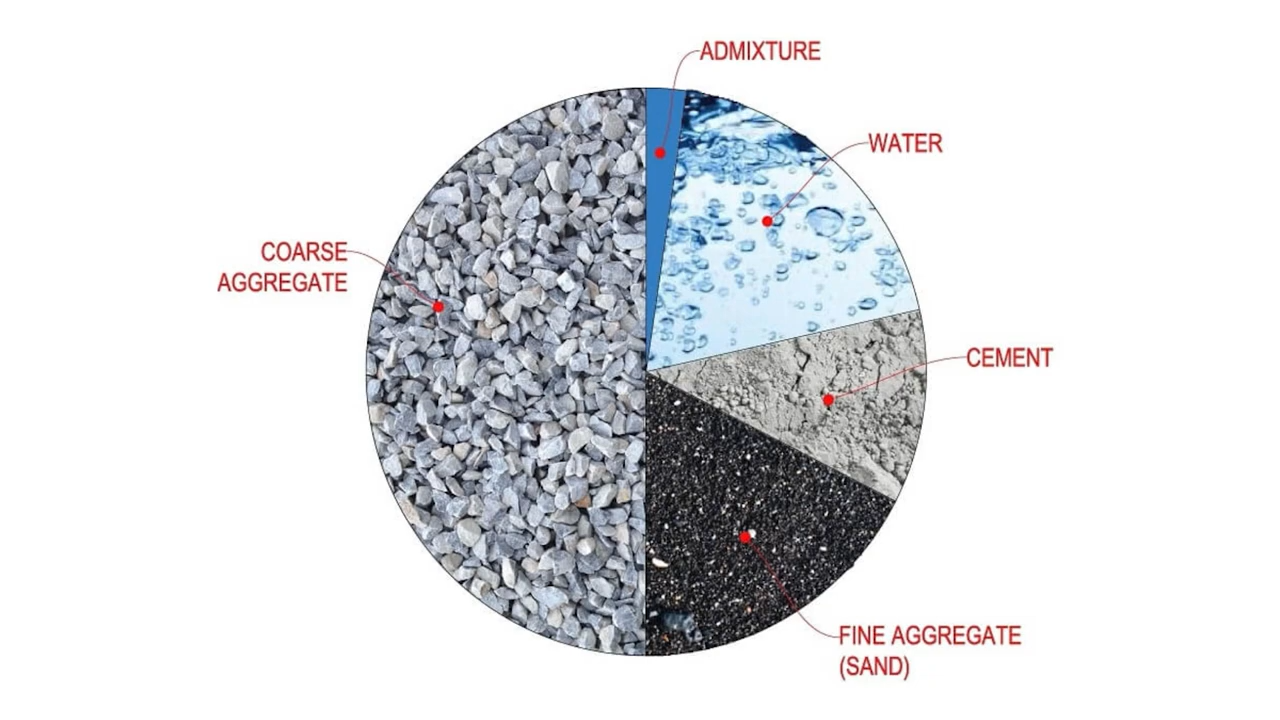 ADMIXTURE
WATER
COARSE
AGGREGATE
CEMENT
FINE AGGREGATE
(SAND)